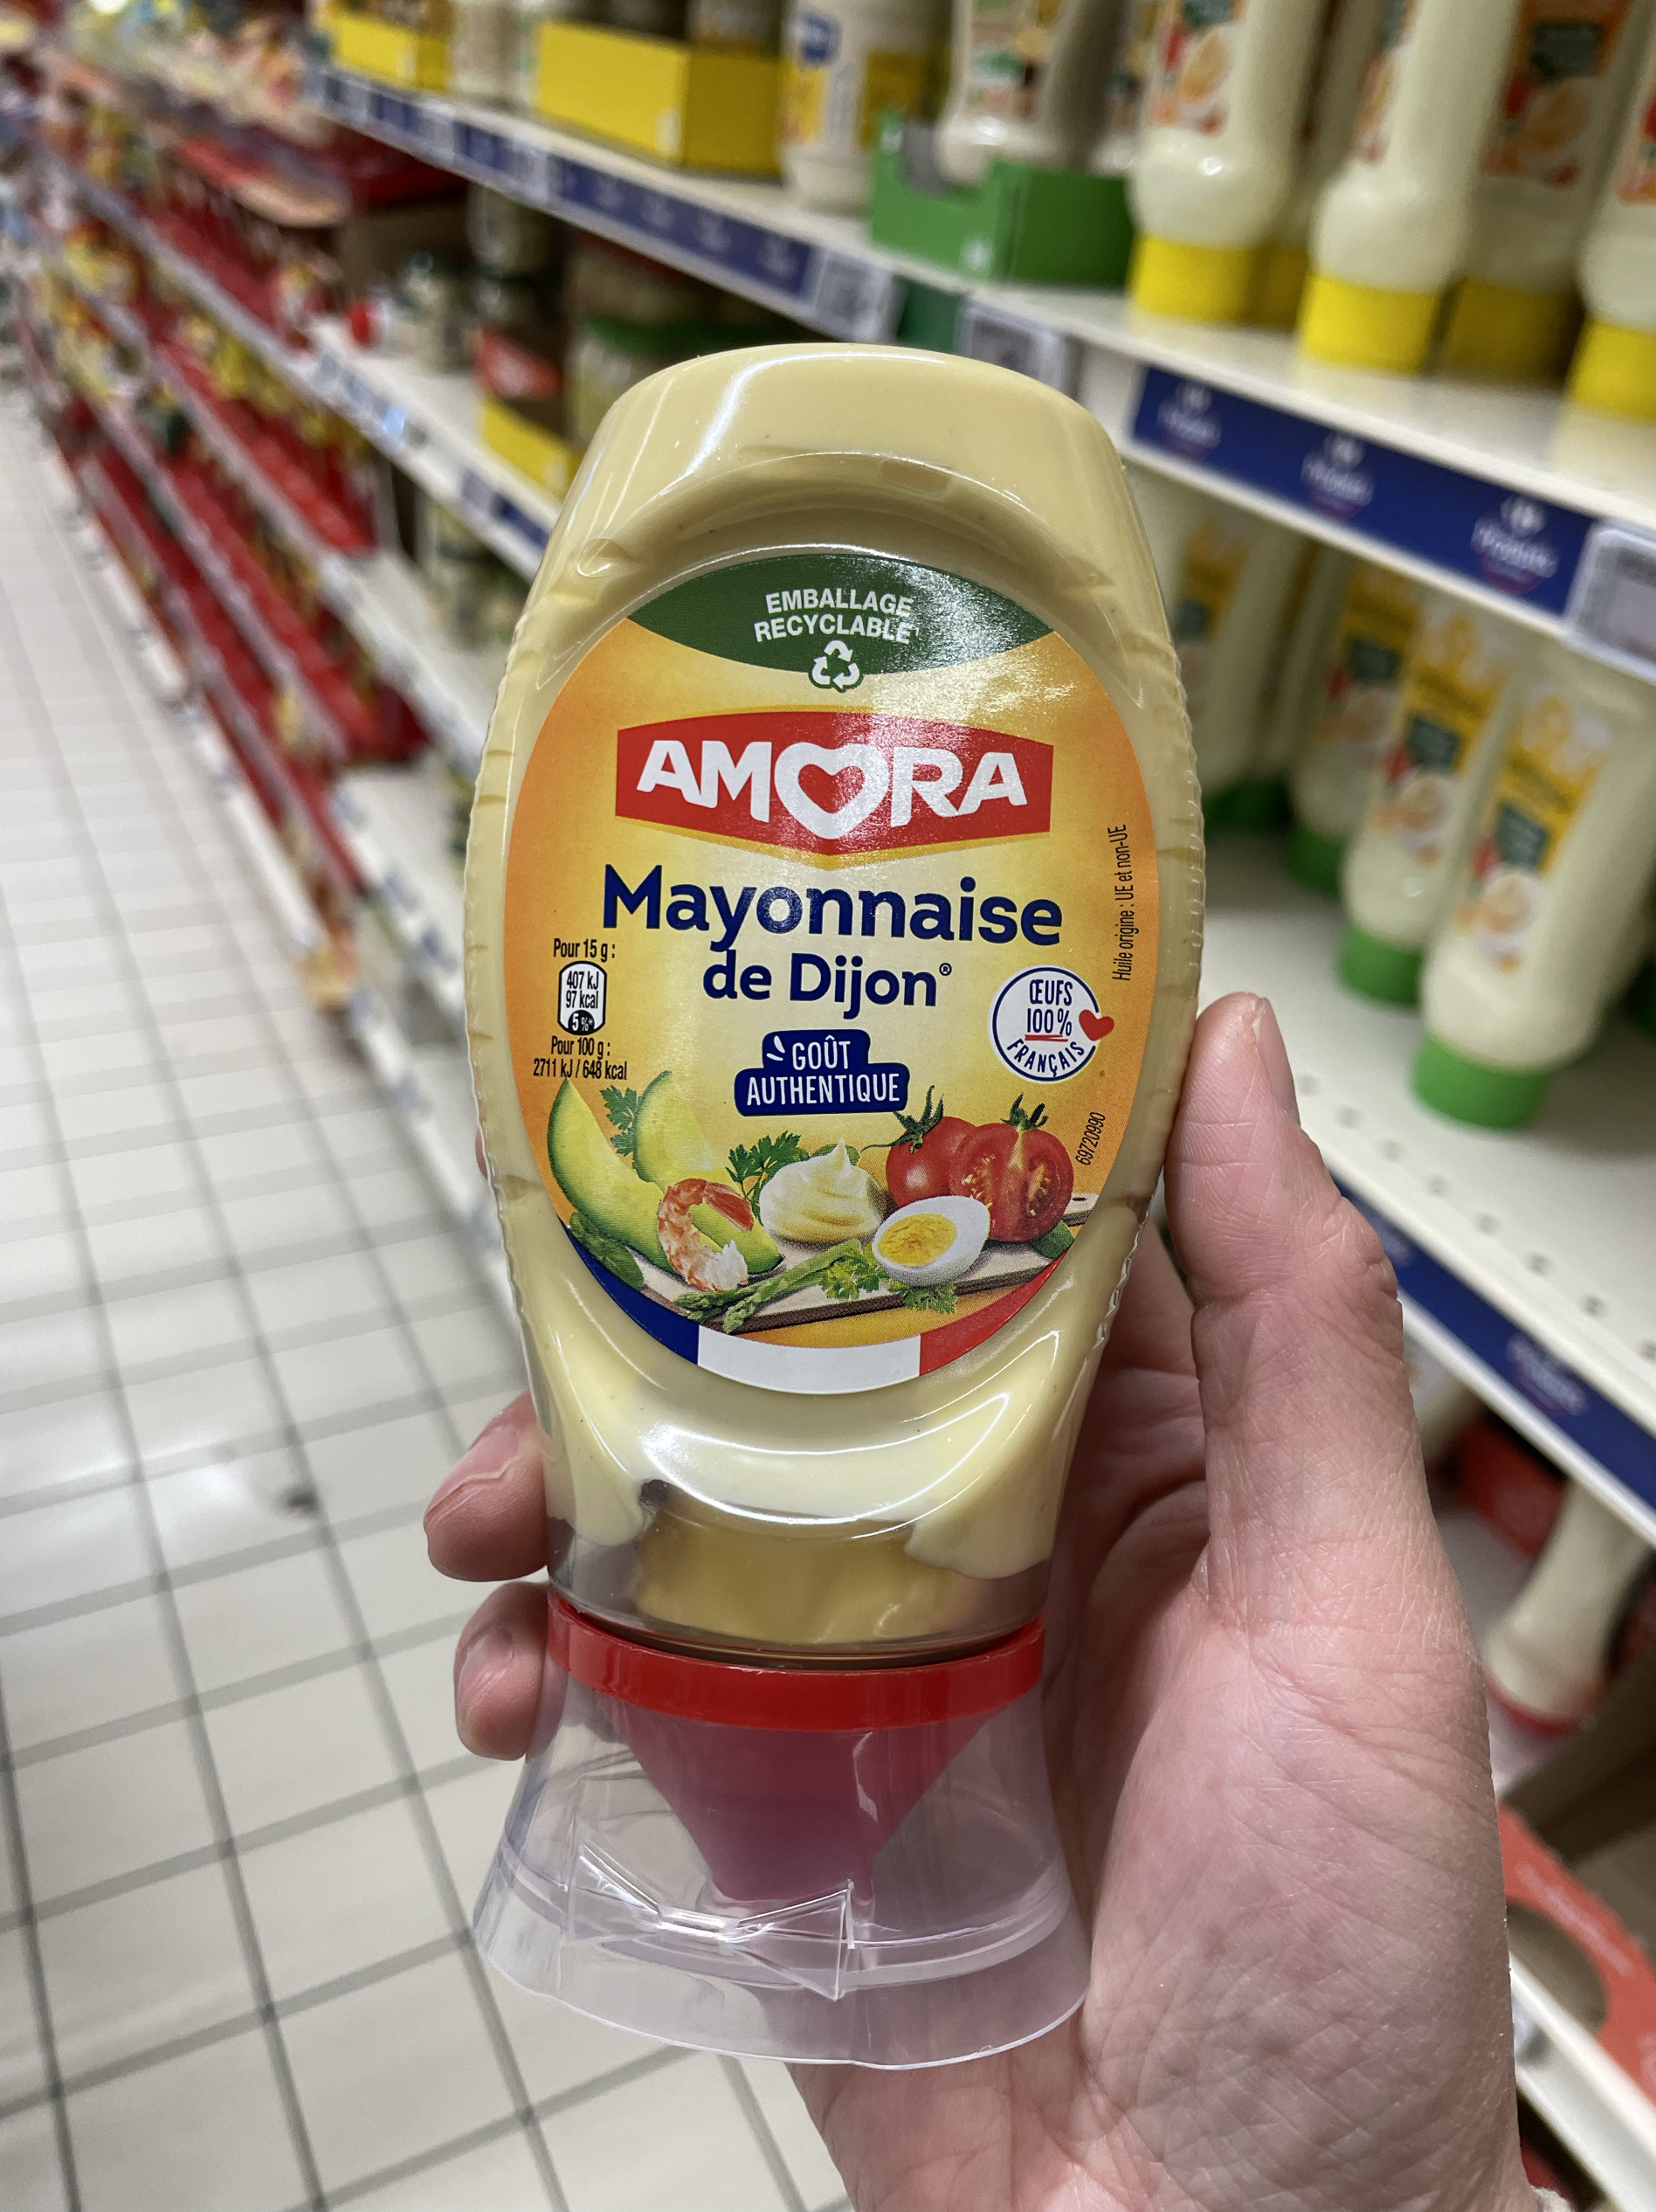 EMBALLAGE
RECYCLABLE
AMORA
Mayonnaise
de Dijon®
GOÛT
AUTHENTIQUE
Pour 15 g :
407 kJ
97 kcal
5%*
Pour 100 g :
2711 kJ / 648 kcal
ŒUFS
100%
FRANÇAIS
Huile origine : UE et non-UE
69720990